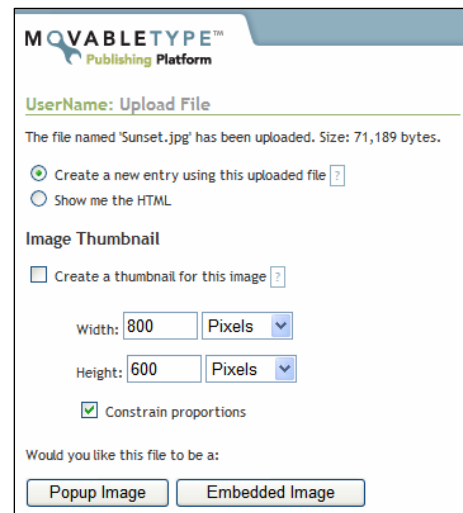 MOVABLETYPE™
Publishing Platform
UserName: Upload File
The file named 'Sunset.jpg' has been uploaded. Size: 71,189 bytes.
Create a new entry using this uploaded file ?
Show me the HTML
Image Thumbnail
Create a thumbnail for this image ?
Width: 800 Pixels
Height: 600 Pixels
Constrain proportions
Would you like this file to be a:
Popup Image Embedded Image